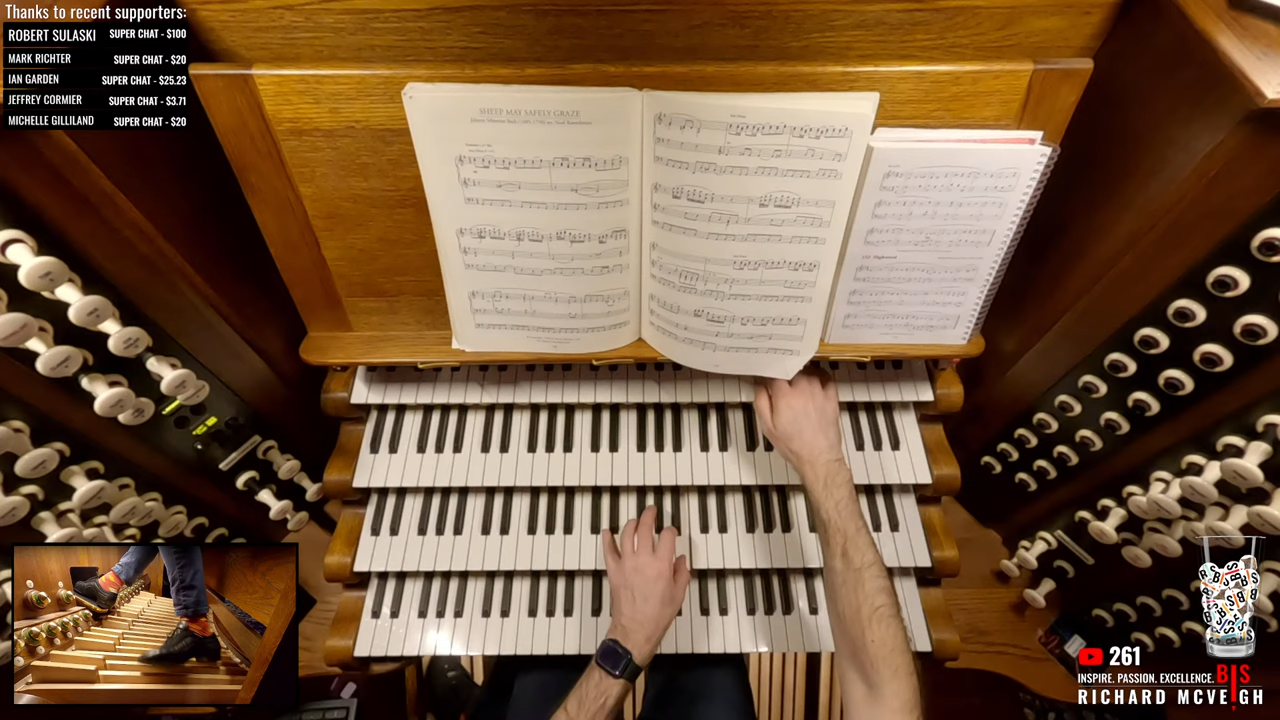 Thanks to recent supporters:
ROBERT SULASKI SUPER CHAT - $100
MARK RICHTER SUPER CHAT - $20
IAN GARDEN SUPER CHAT - $25.23
JEFFREY CORMIER SUPER CHAT - $3.71
MICHELLE GILLILAND SUPER CHAT - $20
SHEEP MAY SAFELY GRAZE
261
INSPIRE. PASSION. EXCELLENCE. BIS
RICHARD MCVEIGH